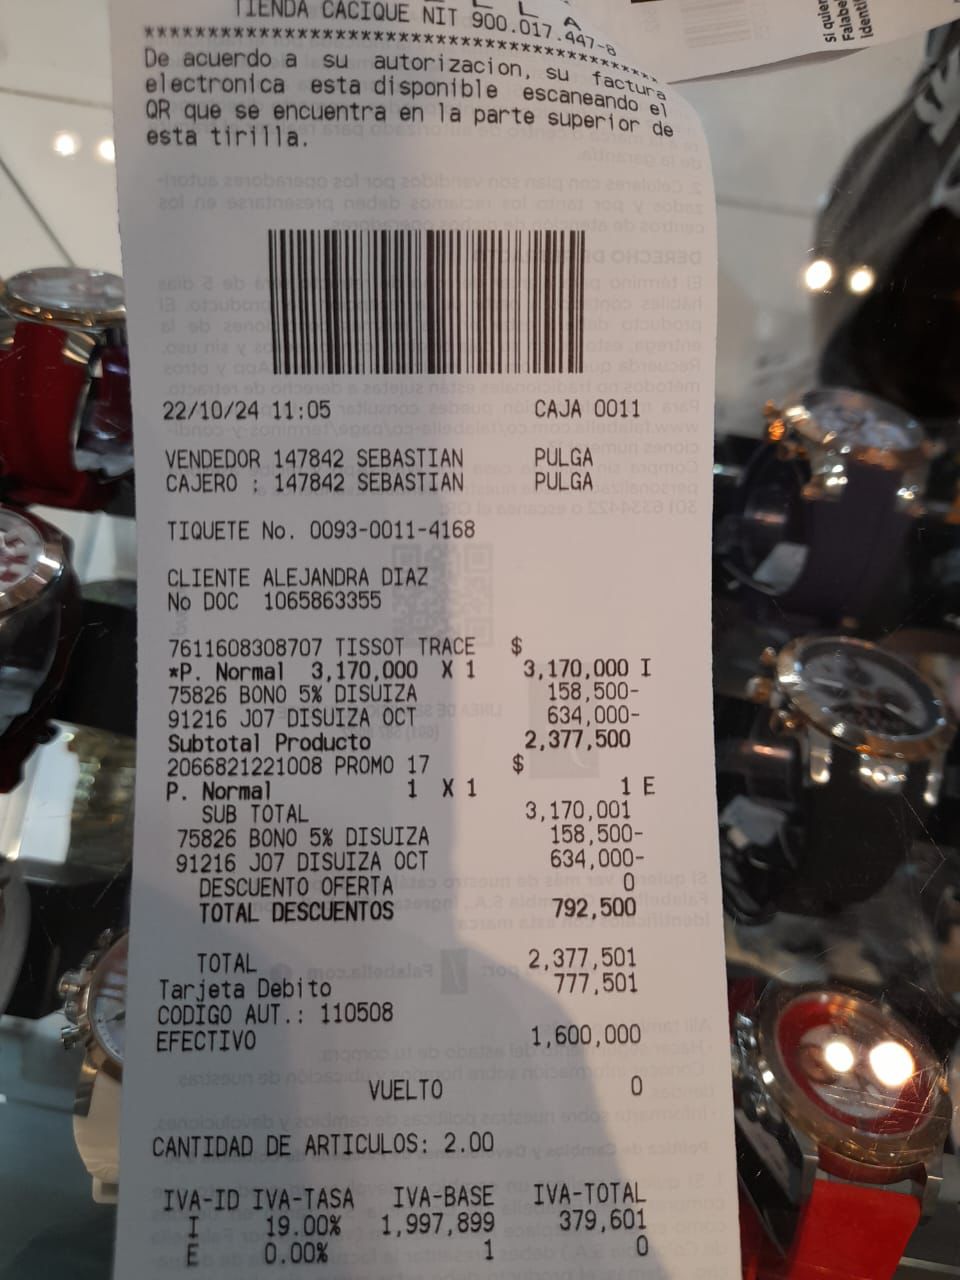 TIENDA CACIQUE NIT 900.017.447-8
****************************************
De acuerdo a su autorizacion, su factura
electronica esta disponible escaneando el
QR que se encuentra en la parte superior de
esta tirilla.
22/10/24 11:05 CAJA 0011
VENDEDOR 147842 SEBASTIAN PULGA
CAJERO : 147842 SEBASTIAN PULGA
TIQUETE No. 0093-0011-4168
CLIENTE ALEJANDRA DIAZ
No DOC 1065863355
7611608308707 TISSOT TRACE $
*P. Normal 3,170,000 X 1 3,170,000 I
75826 BONO 5% DISUIZA 158,500-
91216 J07 DISUIZA OCT 634,000-
Subtotal Producto 2,377,500
2066821221008 PROMO 17 $
P. Normal 1 X 1 1 E
SUB TOTAL 3,170,001
75826 BONO 5% DISUIZA 158,500-
91216 J07 DISUIZA OCT 634,000-
DESCUENTO OFERTA 0
TOTAL DESCUENTOS 792,500
TOTAL 2,377,501
Tarjeta Debito 777,501
CODIGO AUT.: 110508
EFECTIVO 1,600,000
VUELTO 0
CANTIDAD DE ARTICULOS: 2.00
IVA-ID IVA-TASA IVA-BASE IVA-TOTAL
I 19.00% 1,997,899 379,601
E 0.00% 1 0